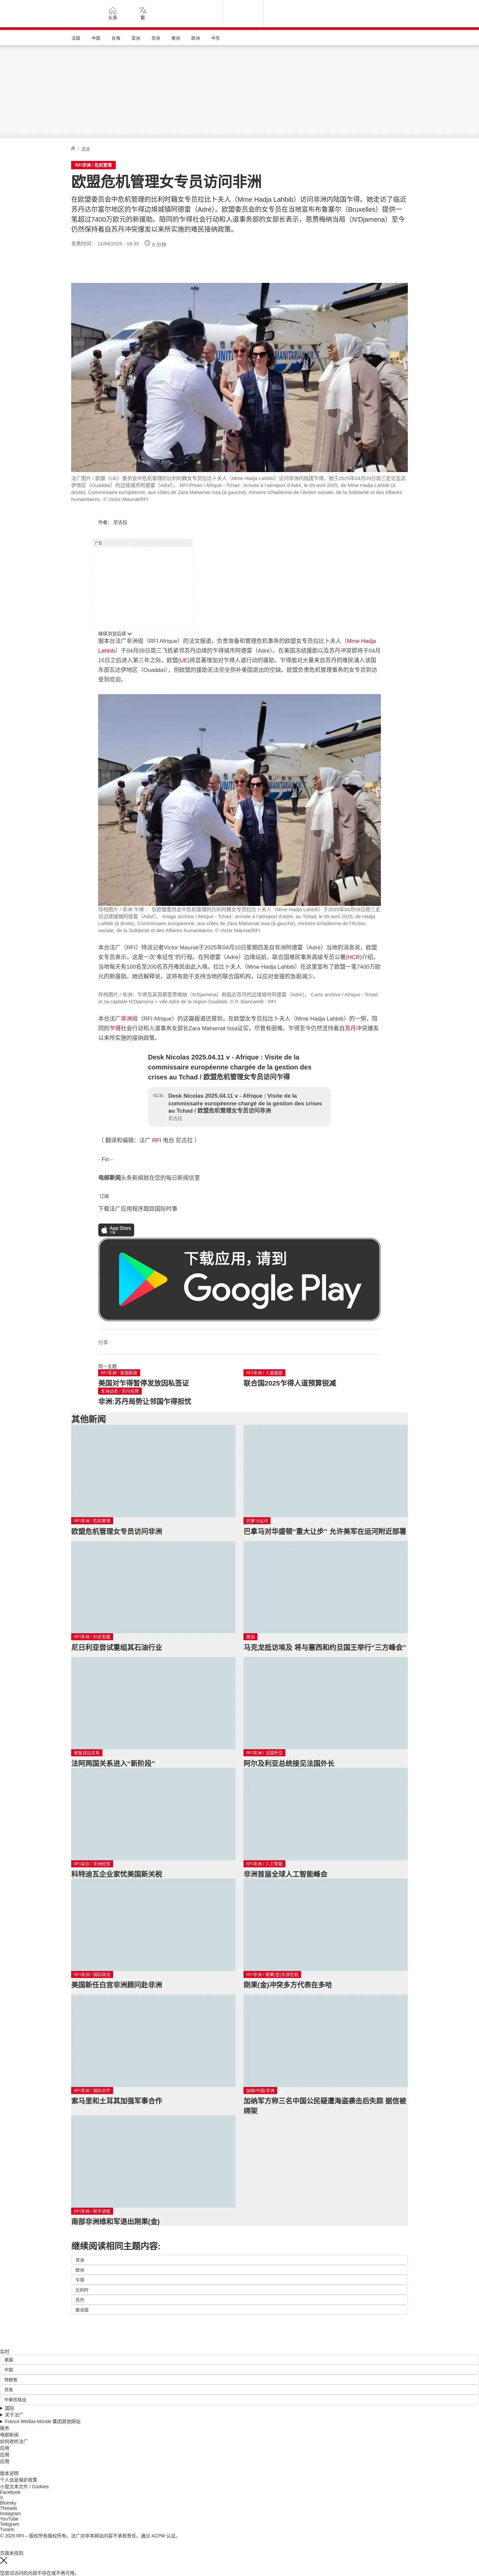 头条
繁
法国
中国
台海
亚洲
非洲
美洲
欧洲
中东
/ 非洲
RFI非洲 / 危机管理
欧盟危机管理女专员访问非洲
在欧盟委员会中危机管理的比利时籍女专员拉比卜夫人（Mme Hadja Lahbib）访问非洲内陆国乍得。她走访了临近
苏丹达尔富尔地区的乍得边境城镇阿德雷（Adré）。欧盟委员会的女专员在当地宣布布鲁塞尔（Bruxelles）提供一
笔超过7400万欧元的新援助。陪同的乍得社会行动和人道事务部的女部长表示，恩贾梅纳当局（N'Djamena）至今
仍然保持着自苏丹冲突爆发以来所实施的难民接纳政策。
发表时间： 11/04/2025 - 16:35
6 分钟
法广图片 / 欧盟（UE）委员会中危机管理的比利时籍女专员拉比卜夫人（Mme Hadja Lahbib）访问非洲内陆国乍得。她于2025年04月09日周三走访瓦达
伊地区（Ouaddaï）的边境城市阿德雷（Adré）。 RFI Photo / Afrique - Tchad : Arrivée à l'aéroport d'Adré, le 09 avril 2025, de Mme Hadja Lahbib (à
droite), Commissaire européenne, aux côtés de Zara Mahamat Issa (à gauche), ministre tchadienne de l'Action sociale, de la Solidarité et des Affaires
humanitaires. © Victor Mauriat/RFI
作者： 尼古拉
广告
继续浏览后续
据本台法广非洲组（RFI Afrique）的法文报道，负责准备和管理危机事务的欧盟女专员拉比卜夫人（Mme Hadja
Lahbib）于04月09日周三飞抵紧邻苏丹边境的乍得城市阿德雷（Adré）。在美国冻结援助以及苏丹冲突即将于04月
15日之后进入第三年之际，欧盟(UE)将显著增加对乍得人道行动的援助。乍得面对大量来自苏丹的难民涌入该国
东部瓦达伊地区（Ouaddaï），但欧盟的援助无法完全弥补美国退出的空缺。欧盟负责危机管理事务的女专员到访
受到欢迎。
存档图片 / 非洲·乍得 ： 在欧盟委员会中危机管理的比利时籍女专员拉比卜夫人（Mme Hadja Lahbib）于2025年04月09日周三走
访边境城镇阿德雷（Adré）。 Image archive / Afrique - Tchad : Arrivée à l'aéroport d'Adré, au Tchad, le 09 avril 2025, de Hadja
Lahbib (à droite), Commissaire européenne, aux côtés de Zara Mahamat Issa (à gauche), ministre tchadienne de l'Action
sociale, de la Solidarité et des Affaires humanitaires. © Victor Mauriat/RFI
本台法广（RFI）特派记者Victor Mauriat于2025年04月10日星期四发自非洲阿德雷（Adré）当地的消息说，欧盟
女专员表示，这是一次“象征性”的行程。在阿德雷（Adré）边境站前，联合国难民事务高级专员公署(HCR)介绍，
当地每天有100名至200名苏丹难民由此入境。拉比卜夫人（Mme Hadja Lahbib）在这里宣布了欧盟一笔7400万欧
元的新援助。她还解释说，这将有助于支持当地的联合国机构，以应对金援的急剧减少。
存档图片 / 非洲：乍得及其首都恩贾梅纳（N'Djamena）和临近苏丹的边境城市阿德雷（Adré）。 Carte archive / Afrique : Tchad
et sa capitale N'Djamena + ville Adré de la région Ouaddaï. © P. Biancarelli - RFI
本台法广非洲组（RFI Afrique）的这篇报道还援到，在欧盟女专员拉比卜夫人（Mme Hadja Lahbib）的一侧，陪
同的乍得社会行动和人道事务女部长Zara Mahamat Issa证实，尽管有困难，乍得至今仍然坚持着自苏丹冲突爆发
以来所实施的接纳政策。
Desk Nicolas 2025.04.11 v - Afrique : Visite de la
commissaire européenne chargée de la gestion des
crises au Tchad / 欧盟危机管理女专员访问乍得
01:31
Desk Nicolas 2025.04.11 v - Afrique : Visite de la
commissaire européenne chargée de la gestion des crises
au Tchad / 欧盟危机管理女专员访问非洲
尼古拉
（ 翻译和编辑：法广 RFI 电台 尼古拉 ）
- Fin -
电邮新闻头条新闻就在您的每日新闻信里
订阅
下载法广应用程序跟踪国际时事
App Store
下载应用，请到
Google Play
分享 :
同一主题
RFI非洲 / 美国新政
美国对乍得暂停发放因私签证
RFI非洲 / 人道援助
联合国2025乍得人道预算锐减
非洲动态 / 苏丹局势
非洲:苏丹局势让邻国乍得担忧
其他新闻
RFI非洲 / 危机管理
欧盟危机管理女专员访问非洲
巴拿马运河
巴拿马对华盛顿“重大让步” 允许美军在运河附近部署
RFI非洲 / 社经发展
尼日利亚尝试重组其石油行业
政治
马克龙抵访埃及 将与塞西和约旦国王举行“三方峰会”
修复双边关系
法阿两国关系进入“新阶段”
RFI非洲 / 法国外交
阿尔及利亚总统接见法国外长
RFI紧急 / 非洲经贸
科特迪瓦企业家忧美国新关税
RFI非洲 / 人工智能
非洲首届全球人工智能峰会
RFI非洲 / 国际政治
美国新任白宫非洲顾问赴非洲
RFI非洲 / 刚果(金)东部危机
刚果(金)冲突多方代表在多哈
RFI非洲 / 国际合作
索马里和土耳其加强军事合作
加纳/中国/非洲
加纳军方称三名中国公民疑遭海盗袭击后失踪 据信被
绑架
RFI非洲 / 和平进程
南部非洲维和军退出刚果(金)
继续阅读相同主题内容:
非洲
欧洲
乍得
比利时
苏丹
联合国
实时
美国
中国
特朗普
贸易
中美贸易战
国际
关于法广
France Médias Monde 集团其他网站
服务
电邮新闻
如何收听法广
应用
应用
应用
版本说明
个人信息保护政策
小型文本文件 / Cookies
Facebook
X
Bluesky
Threads
Instagram
YouTube
Telegram
TuneIn
© 2025 RFI – 版权所有版权所有。法广对非本网站内容不承担责任。通过 ACPM 认证。
页面未找到
您尝试访问的内容不存在或不再可用。